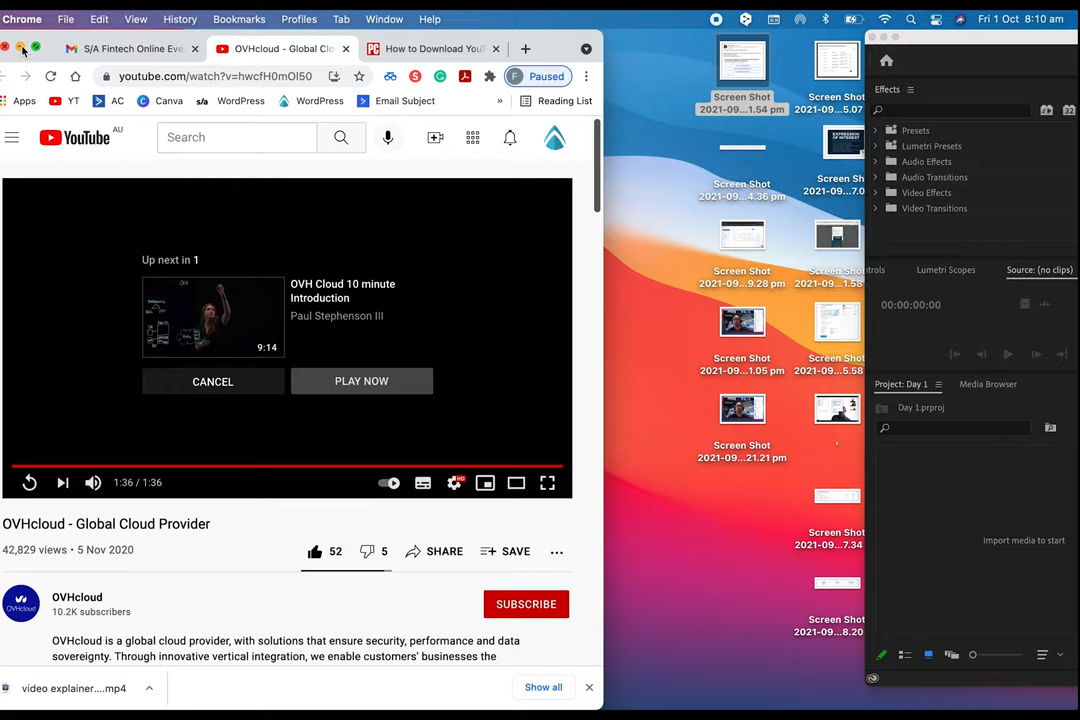 Chrome File Edit View History Bookmarks Profiles Tab Window Help Fri 1 Oct 8:10 am
S/A Fintech Online Eve
OVHcloud - Global Clo
How to Download YouT
youtube.com/watch?v=hwcfH0mOI50
F Paused
Apps YT AC Canva s/a WordPress WordPress Email Subject » Reading List
YouTube AU
Search
Up next in 1
OVH Cloud 10 minute
Introduction
Paul Stephenson III
9:14
CANCEL
PLAY NOW
1:36 / 1:36
HD
OVHcloud - Global Cloud Provider
42,829 views • 5 Nov 2020
52 5 SHARE SAVE
OVHcloud
OVHcloud
10.2K subscribers
SUBSCRIBE
OVHcloud is a global cloud provider, with solutions that ensure security, performance and data
sovereignty. Through innovative vertical integration, we enable customers' businesses the
video explainer....mp4
Show all
Screen Shot
2021-09...1.54 pm
Screen Shot
2021-09...5.07
Screen Shot
2021-09...4.36 pm
EXPRESSION
OF INTEREST
Screen Sh
2021-09...7.0
Screen Shot
2021-09...9.28 pm
Screen Shot
2021-09...1.58
Screen Shot
2021-09...1.05 pm
Screen Shot
2021-09...5.58
Screen Shot
2021-09...21.21 pm
Screen Shot
2021-09...7.34
Screen Shot
2021-09...8.20
Effects
32
Presets
Lumetri Presets
Audio Effects
Audio Transitions
Video Effects
Video Transitions
trols Lumetri Scopes Source: (no clips)
00:00:00:00
Project: Day 1 Media Browser
Day 1.prproj
Import media to start